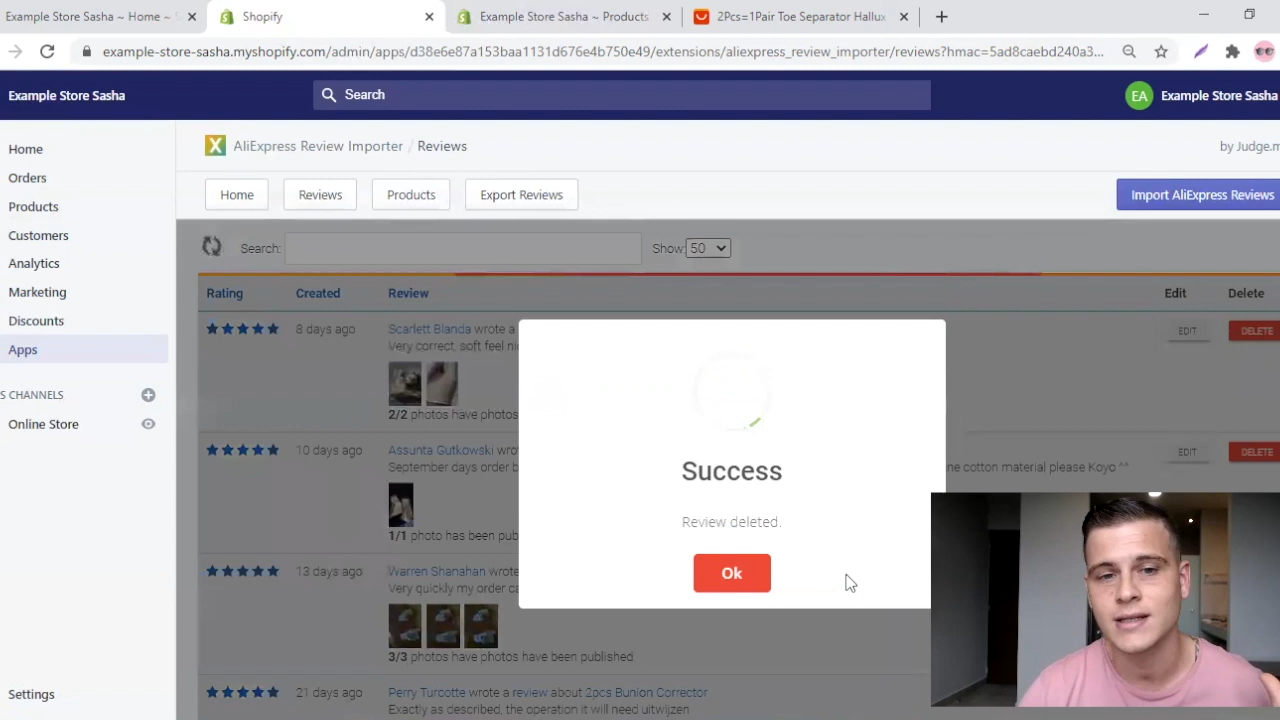 Example Store Sasha ~ Home ~ S
Shopify
Example Store Sasha ~ Products
2Pcs=1Pair Toe Separator Hallux
example-store-sasha.myshopify.com/admin/apps/d38e6e87a153baa1131d676e4b750e49/extensions/aliexpress_review_importer/reviews?hmac=5ad8caebd240a3...
Example Store Sasha
Search
EA
Example Store Sasha
Home
Orders
Products
Customers
Analytics
Marketing
Discounts
Apps
S CHANNELS
Online Store
Settings
AliExpress Review Importer / Reviews
by Judge.m
Home
Reviews
Products
Export Reviews
Import AliExpress Reviews
Search:
Show: 50
Rating Created Review Edit Delete
8 days ago
Scarlett Blanda wrote a
Very correct, soft feel ni
2/2 photos have photos
EDIT
DELETE
10 days ago
Assunta Gutkowski wrote
September days order b
ne cotton material please Koyo ^^
1/1 photo has been pub
EDIT
DELETE
13 days ago
Warren Shanahan wrote
Very quickly my order ca
3/3 photos have photos have been published
21 days ago
Perry Turcotte wrote a review about 2pcs Bunion Corrector
Exactly as described, the operation it will need uitwijzen
Success
Review deleted.
Ok